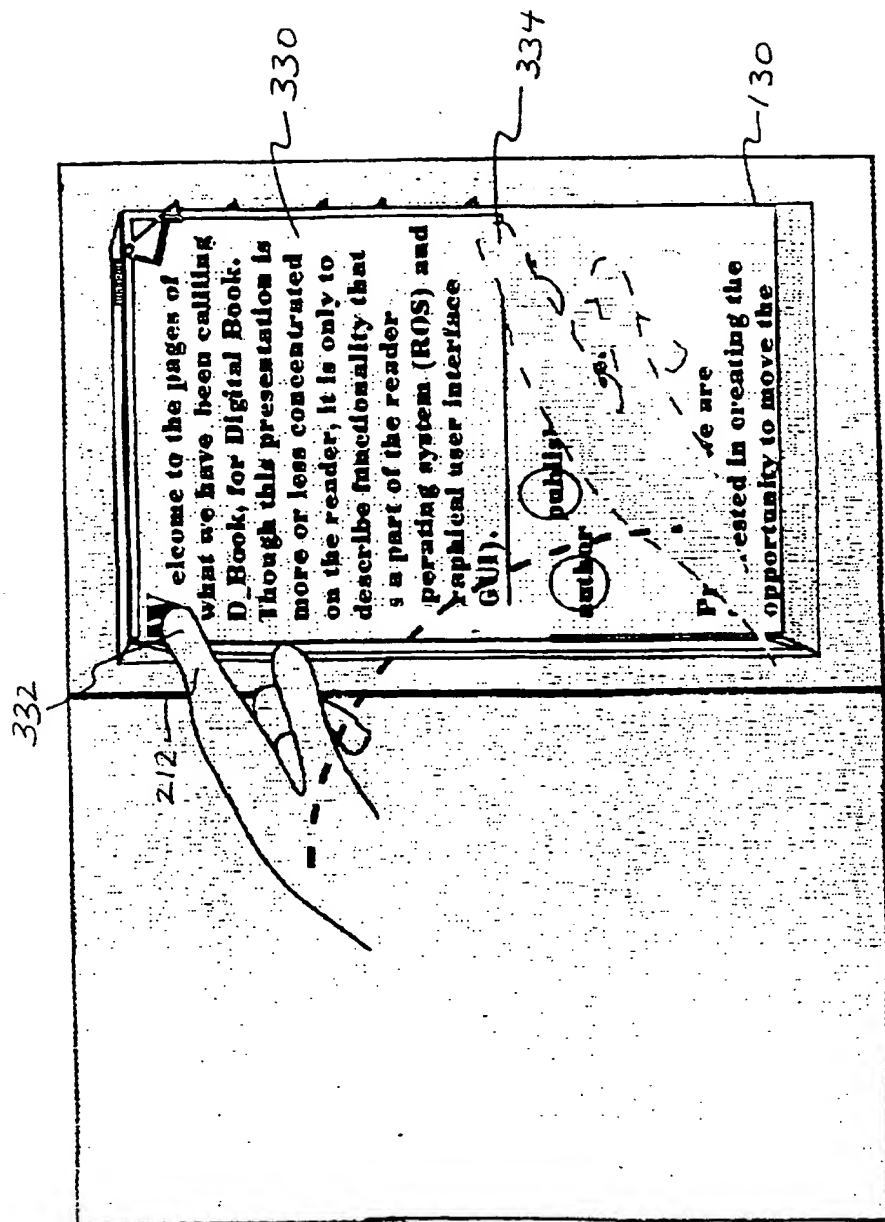 332
212
330
334
130
elcome to the pages of
what we have been calling
D_Book, for Digital Book.
Though this presentation is
more or less concentrated
on the reader, it is only to
describe functionality that
s a part of the reader
perating system (ROS) and
raphical user interface
GUI).
author publis
Pr e are
ested in creating the
opportunity to move the